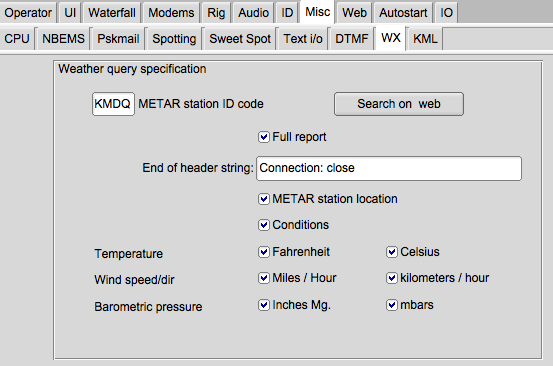 Operator UI Waterfall Modems Rig Audio ID Misc Web Autostart IO
CPU NBEMS Pskmail Spotting Sweet Spot Text i/o DTMF WX KML
Weather query specification
KMDQ METAR station ID code Search on web
Full report
End of header string: Connection: close
METAR station location
Conditions
Temperature Fahrenheit Celsius
Wind speed/dir Miles / Hour kilometers / hour
Barometric pressure Inches Mg. mbars